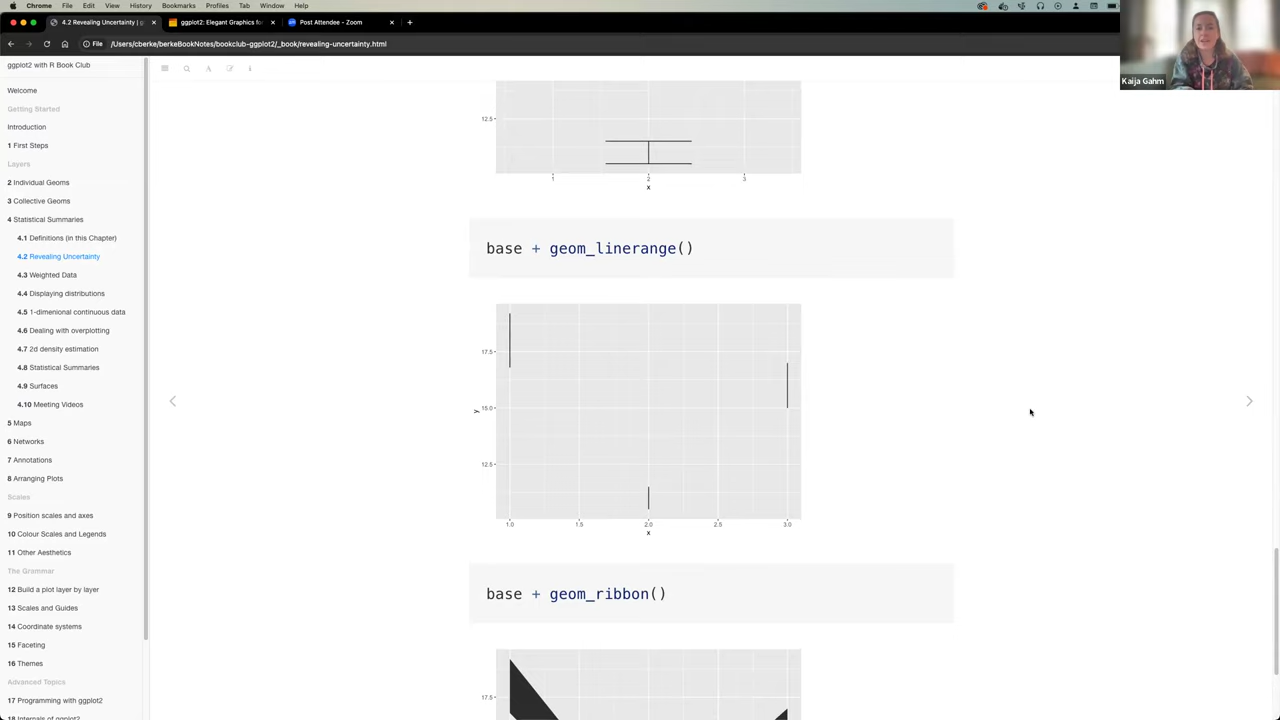 Chrome File Edit View History Bookmarks Profiles Tab Window Help
4.2 Revealing Uncertainty | g
ggplot2: Elegant Graphics fo
Post Attendee - Zoom
File /Users/cberke/berkeBookNotes/bookclub-ggplot2/_book/revealing-uncertainty.html
Kaija Gahm
ggplot2 with R Book Club
Welcome
Getting Started
Introduction
1 First Steps
Layers
2 Individual Geoms
3 Collective Geoms
4 Statistical Summaries
4.1 Definitions (in this Chapter)
4.2 Revealing Uncertainty
4.3 Weighted Data
4.4 Displaying distributions
4.5 1-dimenional continuous data
4.6 Dealing with overplotting
4.7 2d density estimation
4.8 Statistical Summaries
4.9 Surfaces
4.10 Meeting Videos
5 Maps
6 Networks
7 Annotations
8 Arranging Plots
Scales
9 Position scales and axes
10 Colour Scales and Legends
11 Other Aesthetics
The Grammar
12 Build a plot layer by layer
13 Scales and Guides
14 Coordinate systems
15 Faceting
16 Themes
Advanced Topics
17 Programming with ggplot2
18 Internals of ggplot2
12.5
1 2 3
x
base + geom_linerange()
17.5
15.0
12.5
y
1.0 1.5 2.0 2.5 3.0
x
base + geom_ribbon()
17.5